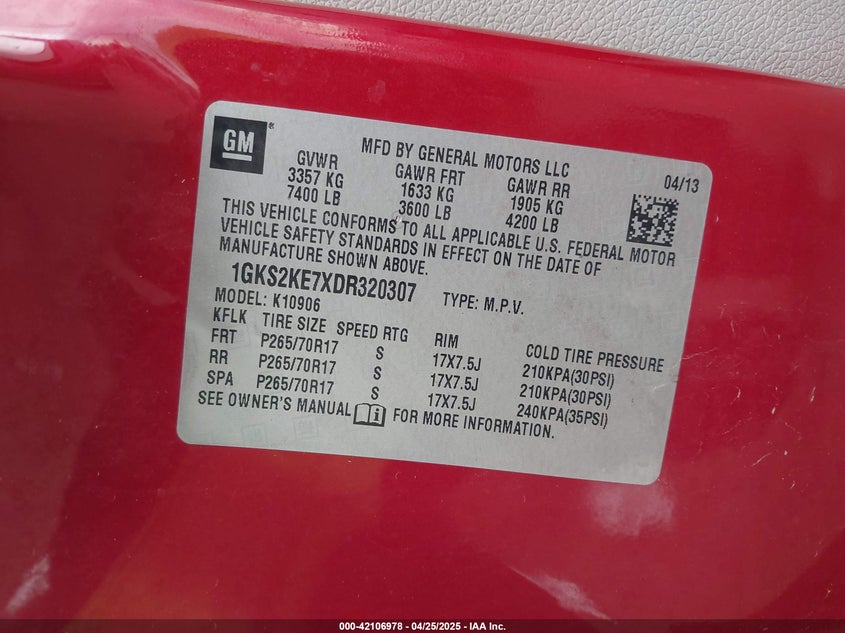 GM®
MFD BY GENERAL MOTORS LLC
04/13
GVWR GAWR FRT GAWR RR
3357 KG 1633 KG 1905 KG
7400 LB 3600 LB 4200 LB
THIS VEHICLE CONFORMS TO ALL APPLICABLE U.S. FEDERAL MOTOR
VEHICLE SAFETY STANDARDS IN EFFECT ON THE DATE OF
MANUFACTURE SHOWN ABOVE.
1GKS2KE7XDR320307 TYPE: M.P.V.
MODEL: K10906
KFLK TIRE SIZE SPEED RTG RIM COLD TIRE PRESSURE
FRT P265/70R17 S 17X7.5J 210KPA(30PSI)
RR P265/70R17 S 17X7.5J 210KPA(30PSI)
SPA P265/70R17 S 17X7.5J 240KPA(35PSI)
SEE OWNER'S MANUAL i FOR MORE INFORMATION.
000-42106978 - 04/25/2025 - IAA Inc.